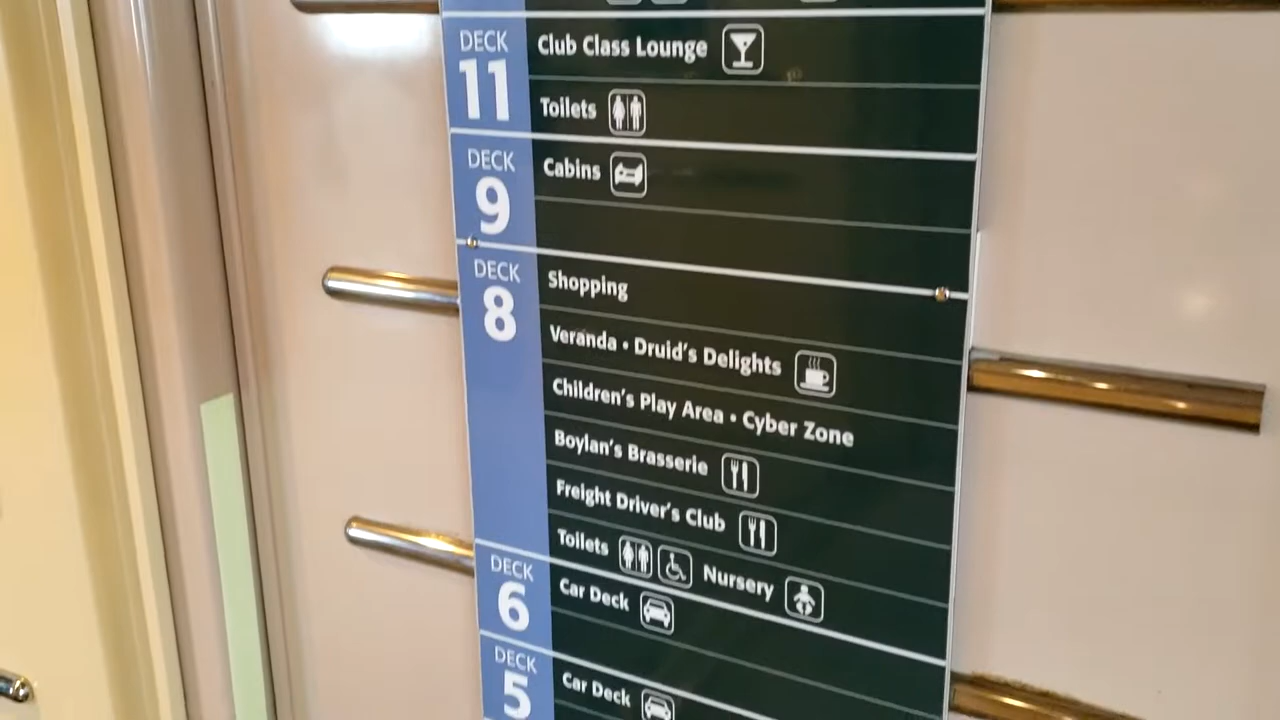 DECK
11
Club Class Lounge
Toilets
DECK
9
Cabins
DECK
8
Shopping
Veranda • Druid's Delights
Children's Play Area • Cyber Zone
Boylan's Brasserie
Freight Driver's Club
Toilets Nursery
DECK
6
Car Deck
DECK
5
Car Deck